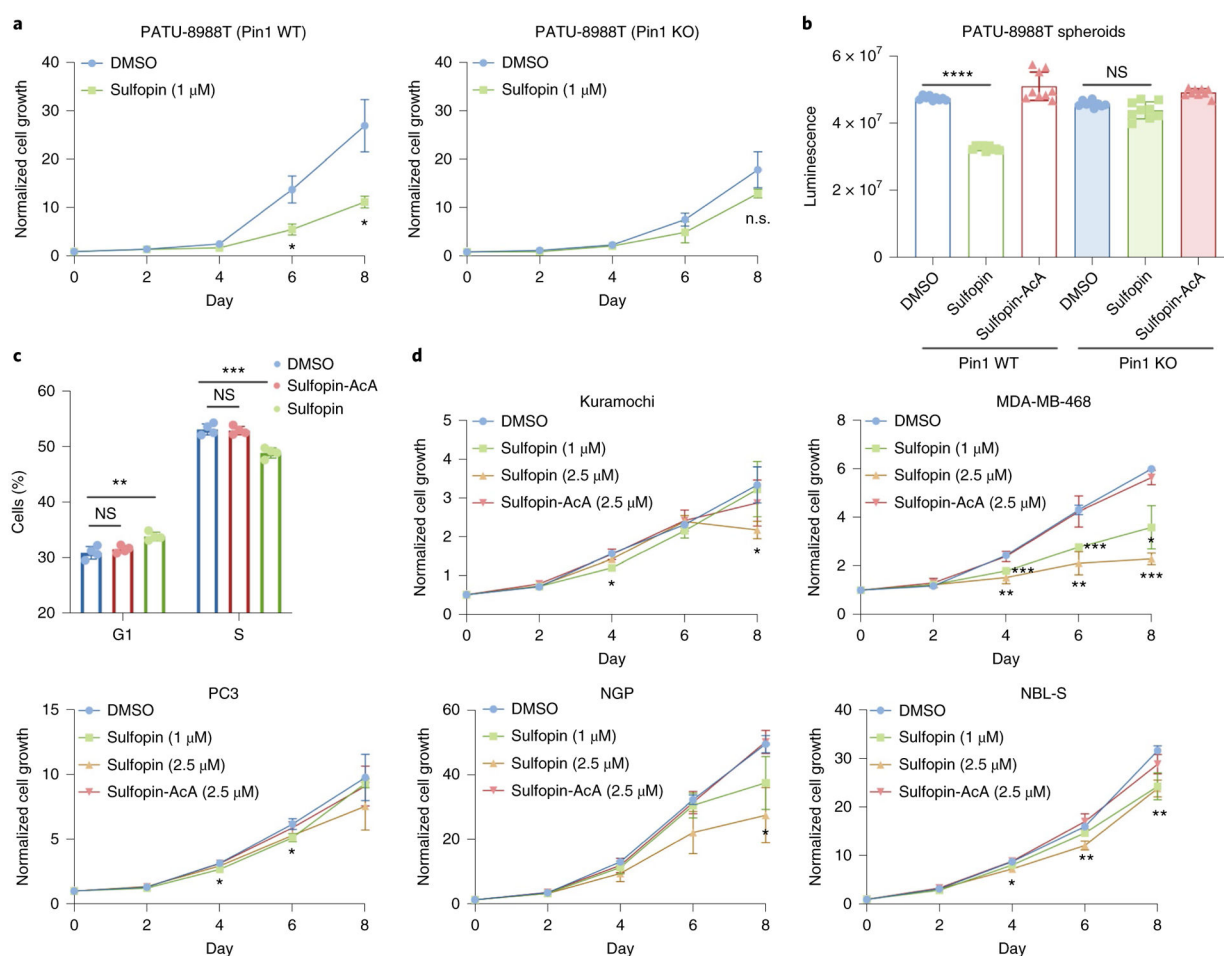 a
PATU-8988T (Pin1 WT)
40
30
20
10
0
Normalized cell growth
DMSO
Sulfopin (1 μM)
*
*
0 2 4 6 8
Day
PATU-8988T (Pin1 KO)
40
30
20
10
0
Normalized cell growth
DMSO
Sulfopin (1 μM)
n.s.
0 2 4 6 8
Day
b
PATU-8988T spheroids
6 × 10⁷
4 × 10⁷
2 × 10⁷
0
Luminescence
****
NS
DMSO
Sulfopin
Sulfopin-AcA
DMSO
Sulfopin
Sulfopin-AcA
Pin1 WT
Pin1 KO
c
DMSO
Sulfopin-AcA
Sulfopin
60
50
40
30
20
Cells (%)
**
NS
***
NS
G1 S
d
Kuramochi
5
4
3
2
1
0
Normalized cell growth
DMSO
Sulfopin (1 μM)
Sulfopin (2.5 μM)
Sulfopin-AcA (2.5 μM)
*
*
0 2 4 6 8
Day
MDA-MB-468
8
6
4
2
0
Normalized cell growth
DMSO
Sulfopin (1 μM)
Sulfopin (2.5 μM)
Sulfopin-AcA (2.5 μM)
***
**
***
**
*
***
0 2 4 6 8
Day
PC3
15
10
5
0
Normalized cell growth
DMSO
Sulfopin (1 μM)
Sulfopin (2.5 μM)
Sulfopin-AcA (2.5 μM)
*
*
0 2 4 6 8
Day
NGP
60
40
20
0
Normalized cell growth
DMSO
Sulfopin (1 μM)
Sulfopin (2.5 μM)
Sulfopin-AcA (2.5 μM)
*
0 2 4 6 8
Day
NBL-S
40
30
20
10
0
Normalized cell growth
DMSO
Sulfopin (1 μM)
Sulfopin (2.5 μM)
Sulfopin-AcA (2.5 μM)
*
**
**
0 2 4 6 8
Day